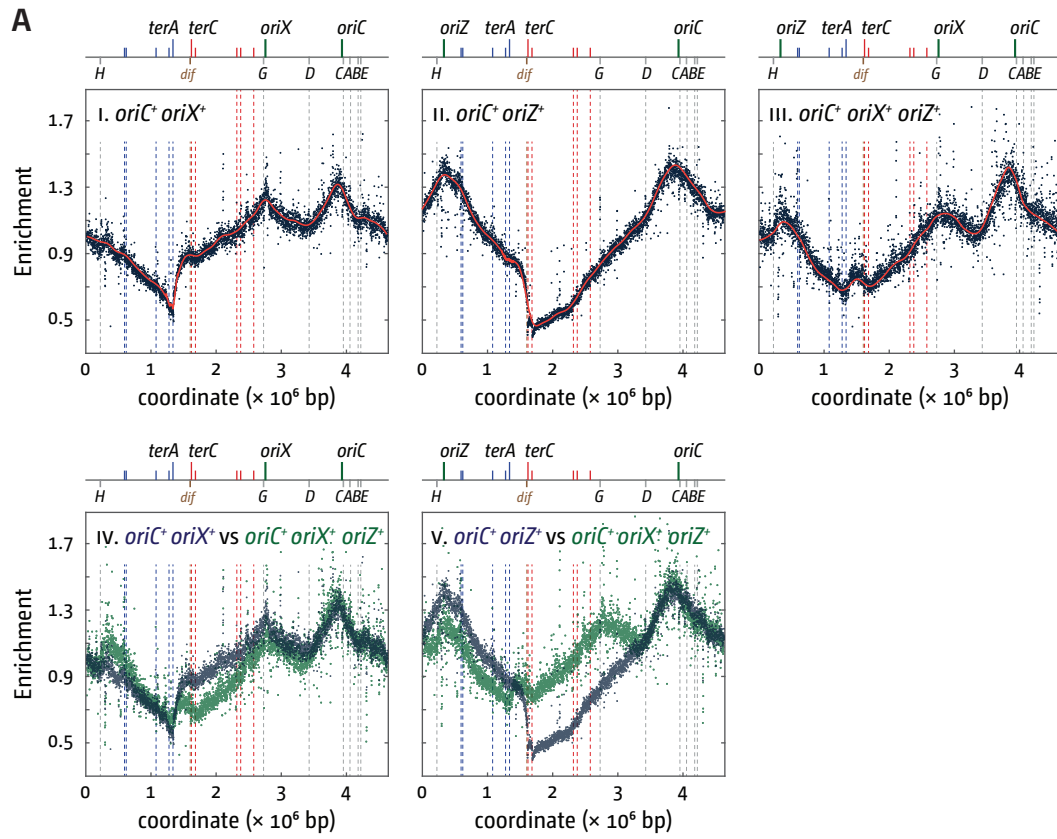 A
terA terC oriX oriC
H dif G D CABE
I. oriC+ oriX+
oriZ terA terC oriC
H dif G D CABE
II. oriC+ oriZ+
oriZ terA terC oriX oriC
H dif G D CABE
III. oriC+ oriX+ oriZ+
Enrichment
1.7
1.3
0.9
0.5
0 1 2 3 4
coordinate (× 10⁶ bp)
0 1 2 3 4
coordinate (× 10⁶ bp)
0 1 2 3 4
coordinate (× 10⁶ bp)
terA terC oriX oriC
H dif G D CABE
IV. oriC+ oriX+ vs oriC+ oriX+ oriZ+
oriZ terA terC oriC
H dif G D CABE
V. oriC+ oriZ+ vs oriC+ oriX+ oriZ+
Enrichment
1.7
1.3
0.9
0.5
0 1 2 3 4
coordinate (× 10⁶ bp)
0 1 2 3 4
coordinate (× 10⁶ bp)